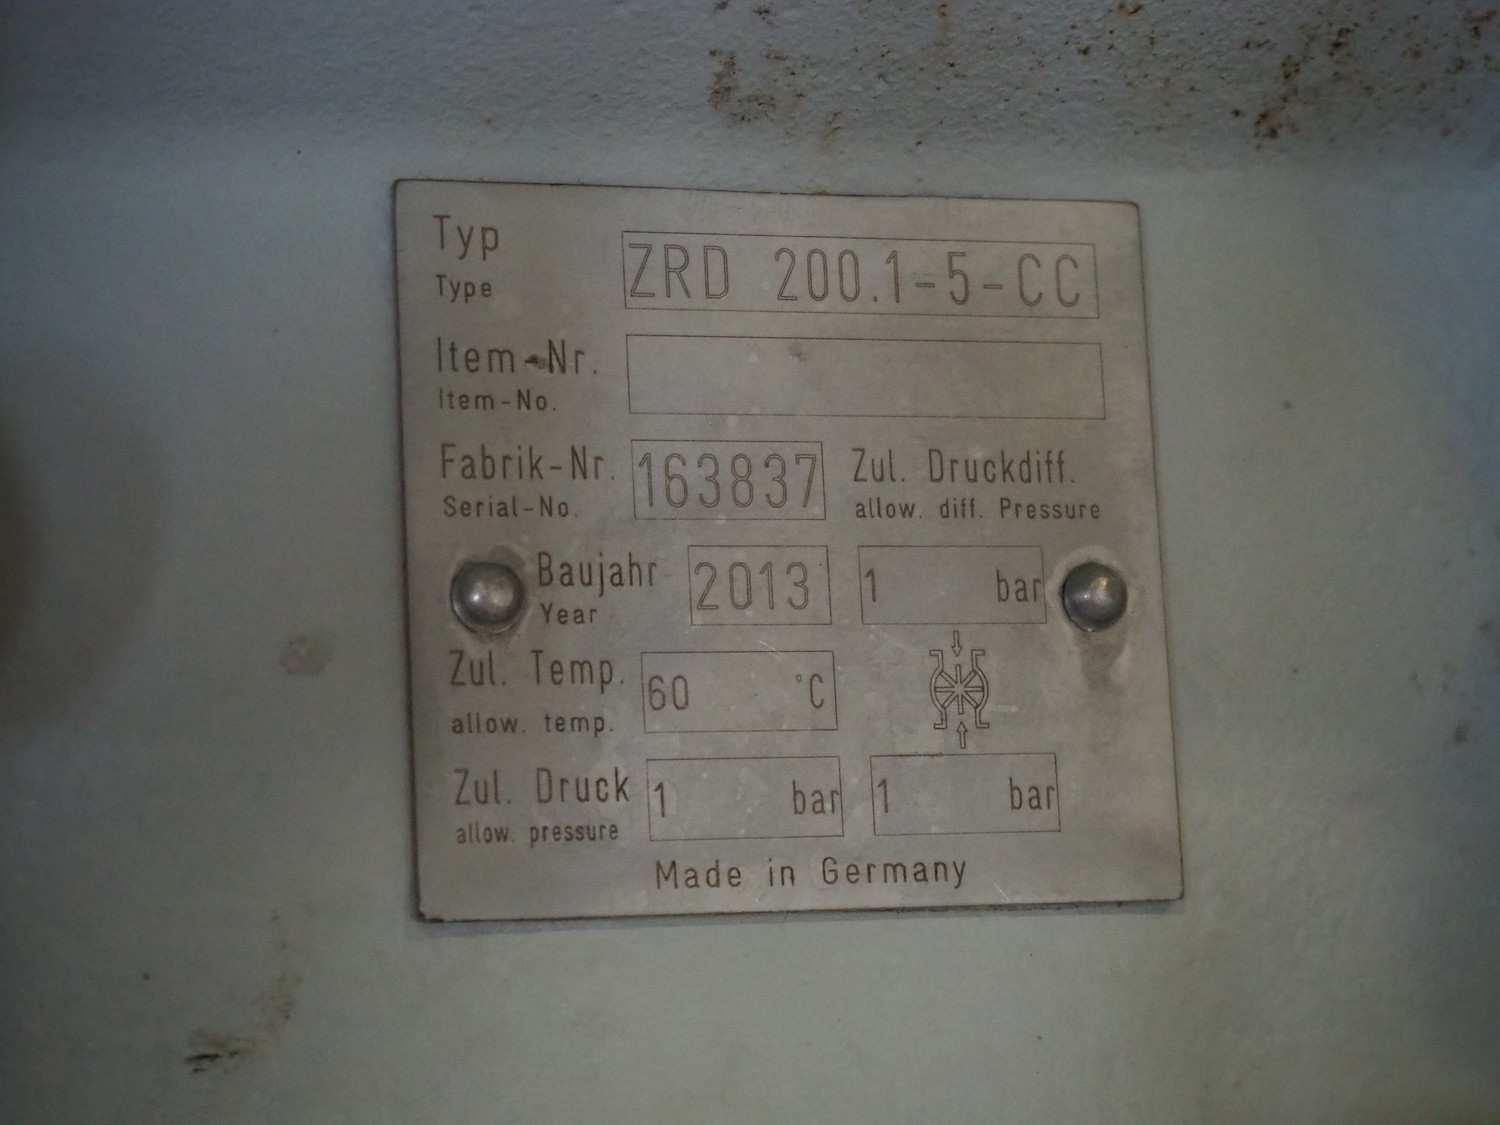 Typ ZRD 200.1-5-CC
Type
Item-Nr.
Item-No.
Fabrik-Nr. 163837 Zul. Druckdiff.
Serial-No. allow. diff. Pressure
Baujahr 2013 1 bar
Year
Zul. Temp. 60 °C
allow. temp.
Zul. Druck 1 bar 1 bar
allow. pressure
Made in Germany